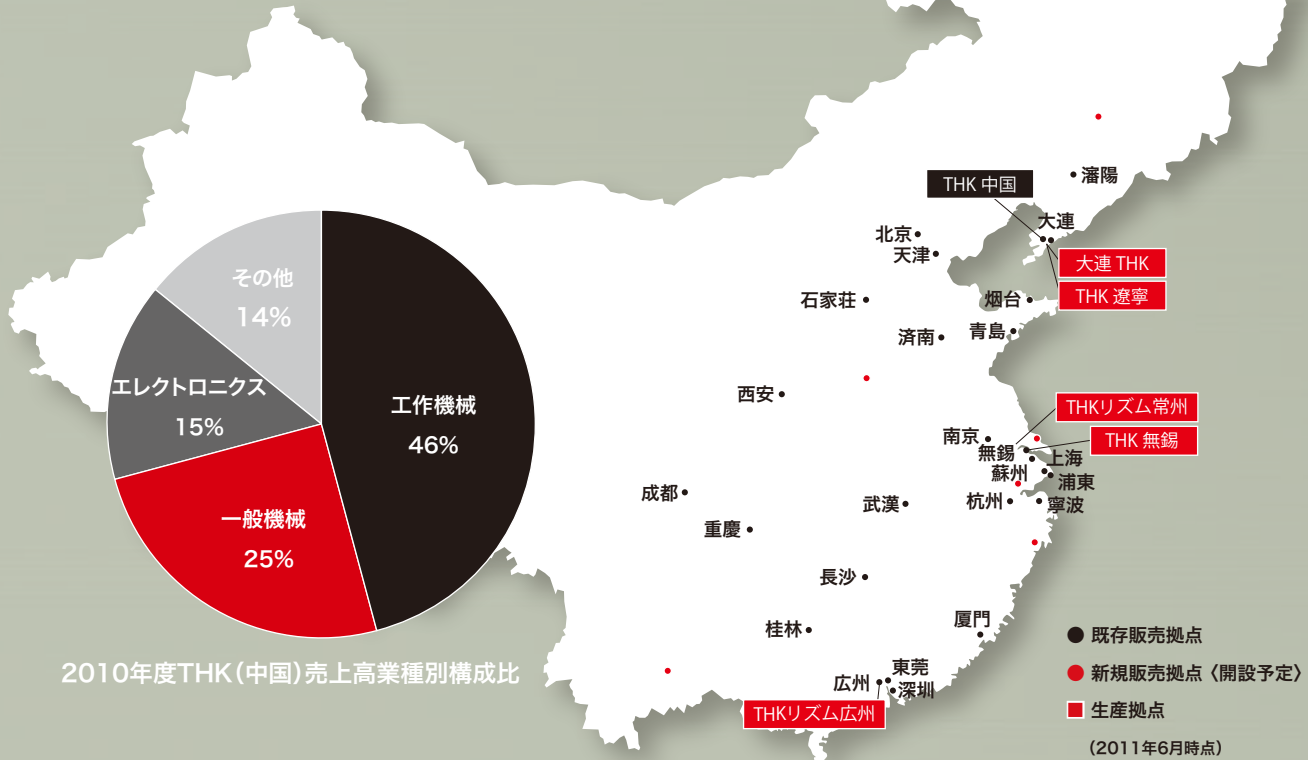 その他
14%
エレクトロニクス
15%
工作機械
46%
一般機械
25%
2010年度THK(中国)売上高業種別構成比
THK 中国
瀋陽
大連
北京
天津
大連 THK
THK 遼寧
石家荘
烟台
済南
青島
西安
THKリズム常州
南京
THK 無錫
無錫
上海
蘇州
浦東
成都
武漢
杭州
寧波
重慶
長沙
桂林
厦門
東莞
広州
深圳
THKリズム広州
既存販売拠点
新規販売拠点〈開設予定〉
生産拠点
(2011年6月時点)